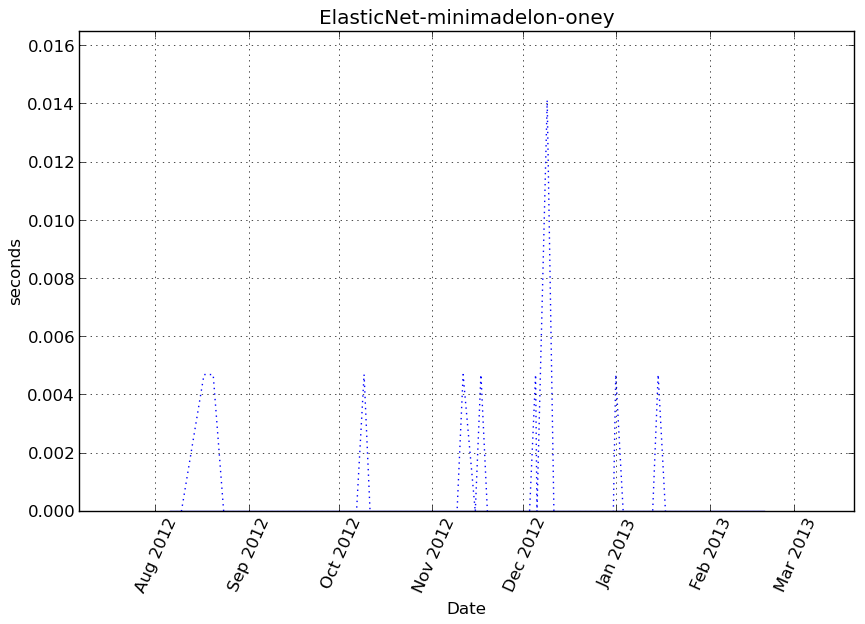 ElasticNet-minimadelon-oney
0.016
0.014
0.012
0.010
0.008
0.006
0.004
0.002
0.000
seconds
Aug 2012
Sep 2012
Oct 2012
Nov 2012
Dec 2012
Jan 2013
Feb 2013
Mar 2013
Date